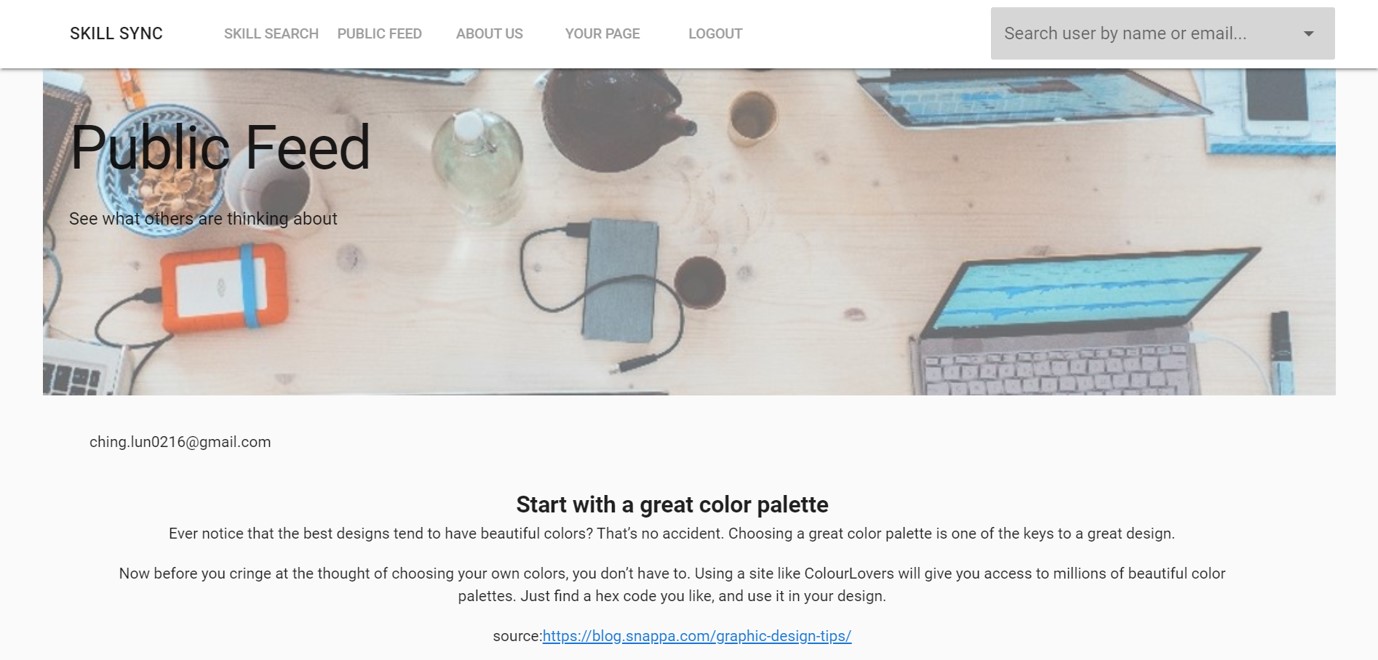 SKILL SYNC SKILL SEARCH PUBLIC FEED ABOUT US YOUR PAGE LOGOUT Search user by name or email...
Public Feed
See what others are thinking about
ching.lun0216@gmail.com
Start with a great color palette
Ever notice that the best designs tend to have beautiful colors? That’s no accident. Choosing a great color palette is one of the keys to a great design.
Now before you cringe at the thought of choosing your own colors, you don’t have to. Using a site like ColourLovers will give you access to millions of beautiful color
palettes. Just find a hex code you like, and use it in your design.
source:https://blog.snappa.com/graphic-design-tips/